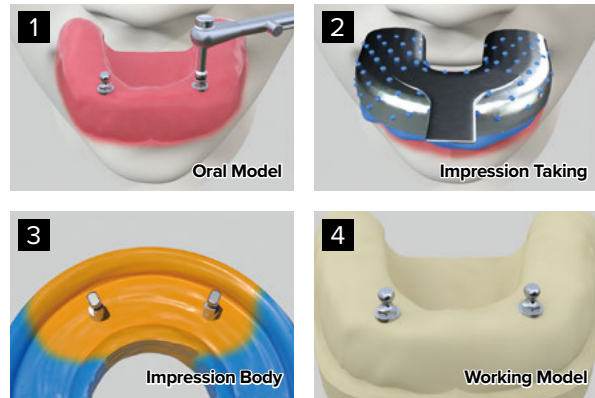 1
Oral Model
2
Impression Taking
3
Impression Body
4
Working Model